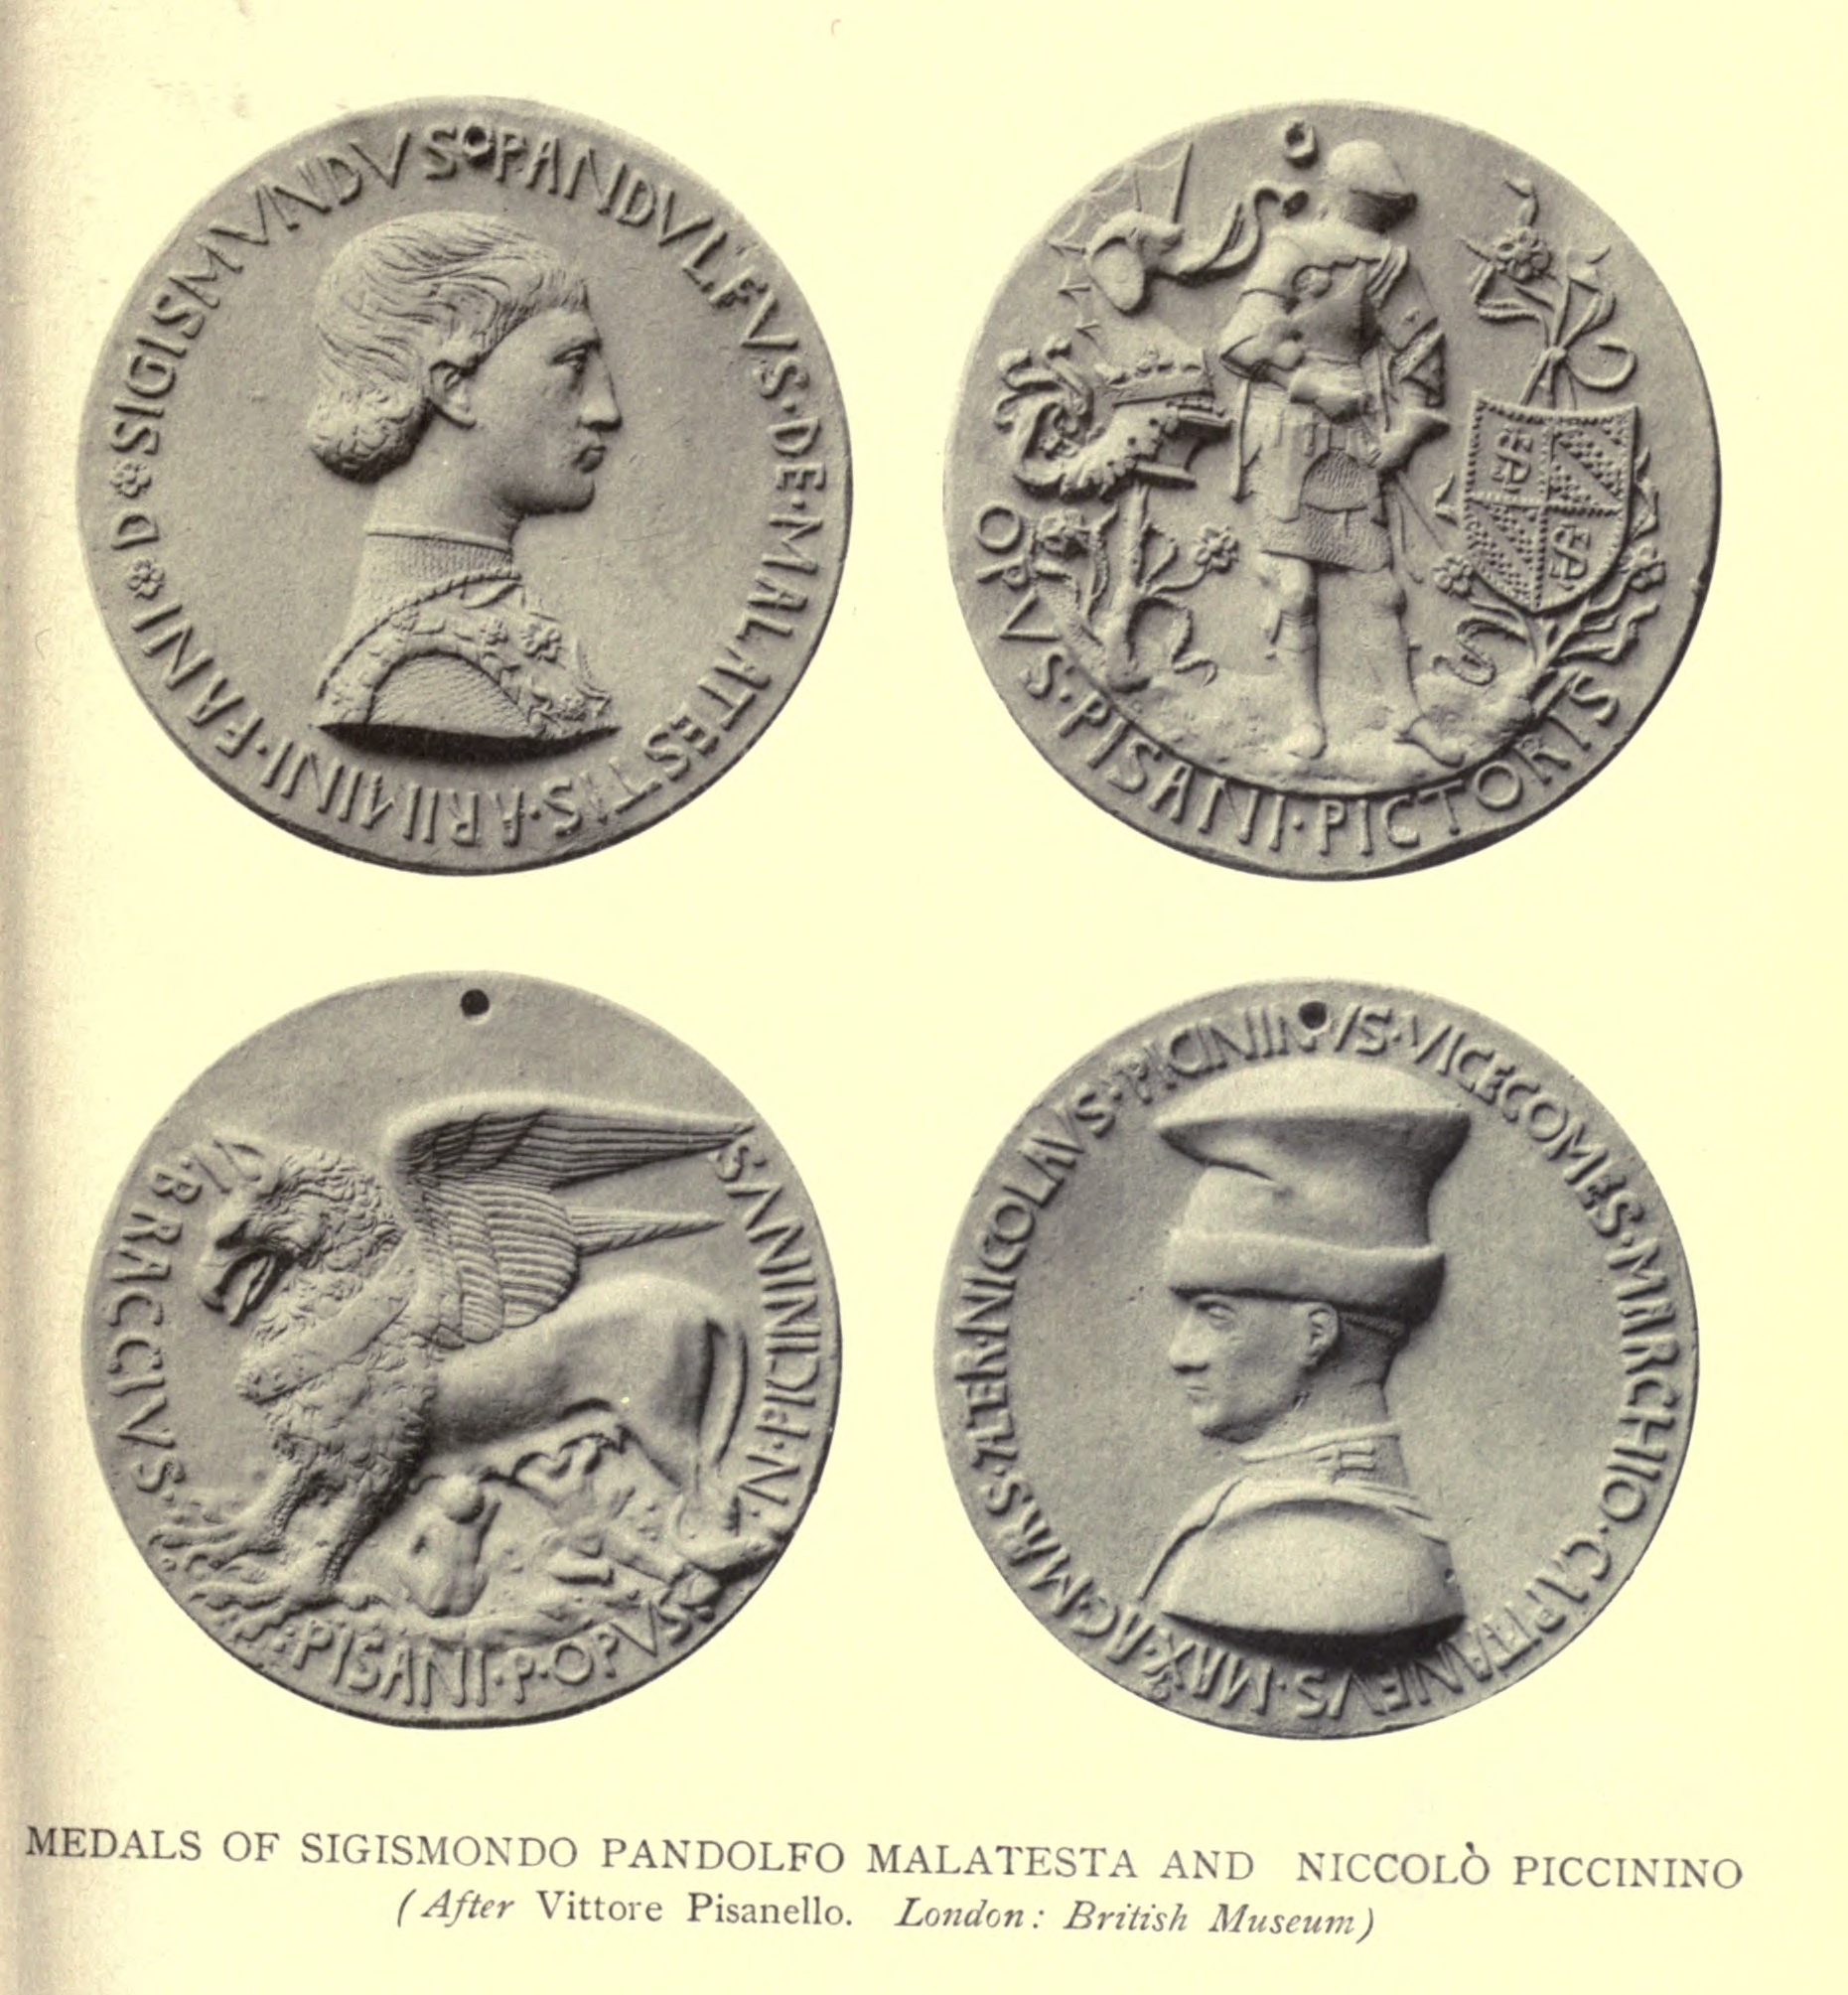 D SIGISMVNDVS PANDVLFVS·DE·MALATESTIS·ARIMINI·FANI·
OPVS·PISANI·PICTORIS
BRACCIVS·
PISANI·P·OPVS·
N·PICININVS
NICOLAVS·PICININVS·VICECOMES·MARCHIO·CAPITANEVS·MAX·AC·MARS·ALTER·
MEDALS OF SIGISMONDO PANDOLFO MALATESTA AND NICCOLÒ PICCININO
(After Vittore Pisanello. London: British Museum)